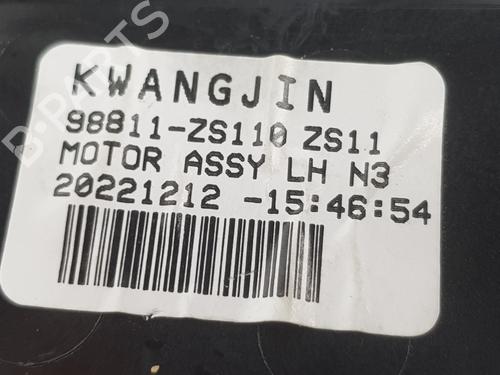 KWANGJIN
98811-ZS110 ZS11
MOTOR ASSY LH N3
20221212 -15:46:54
B-PARTS